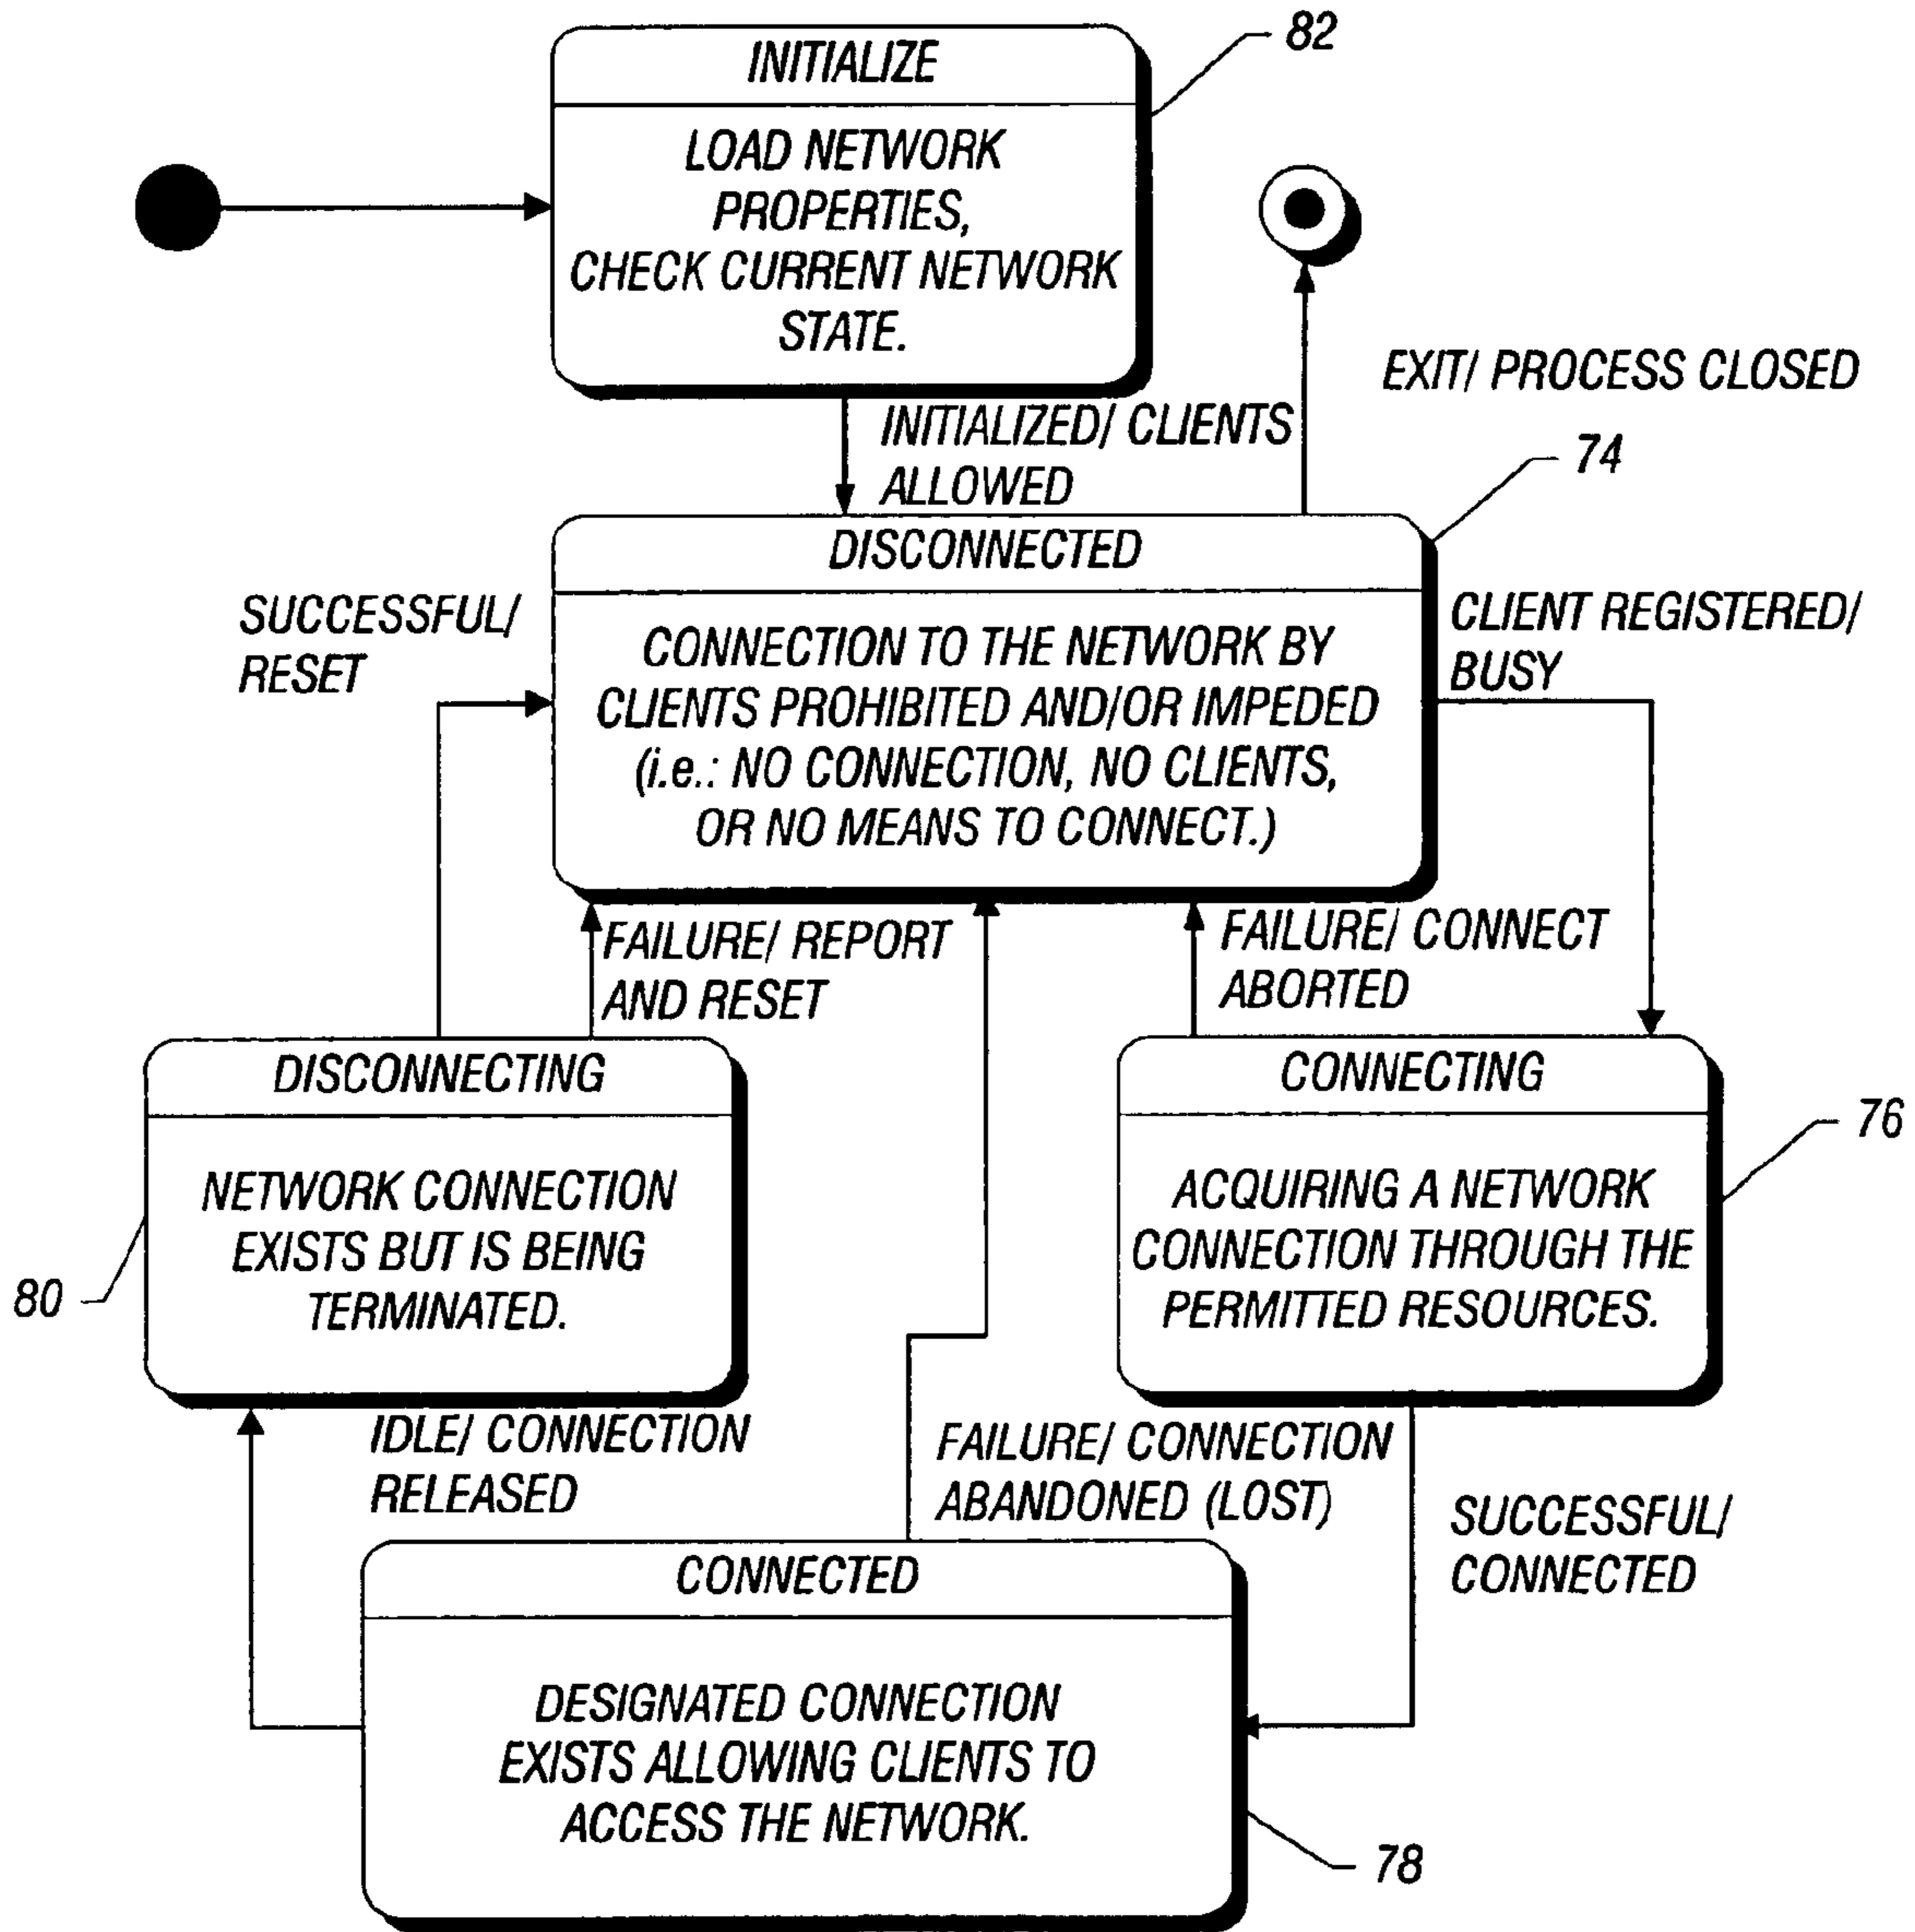 INITIALIZE
82
LOAD NETWORK
PROPERTIES,
CHECK CURRENT NETWORK
STATE.
EXIT/ PROCESS CLOSED
INITIALIZED/ CLIENTS
ALLOWED
74
DISCONNECTED
SUCCESSFUL/
RESET
CONNECTION TO THE NETWORK BY
CLIENTS PROHIBITED AND/OR IMPEDED
(i.e.: NO CONNECTION, NO CLIENTS,
OR NO MEANS TO CONNECT.)
CLIENT REGISTERED/
BUSY
FAILURE/ REPORT
AND RESET
FAILURE/ CONNECT
ABORTED
DISCONNECTING
NETWORK CONNECTION
EXISTS BUT IS BEING
TERMINATED.
80
CONNECTING
76
ACQUIRING A NETWORK
CONNECTION THROUGH THE
PERMITTED RESOURCES.
IDLE/ CONNECTION
RELEASED
FAILURE/ CONNECTION
ABANDONED (LOST)
SUCCESSFUL/
CONNECTED
CONNECTED
DESIGNATED CONNECTION
EXISTS ALLOWING CLIENTS TO
ACCESS THE NETWORK.
78